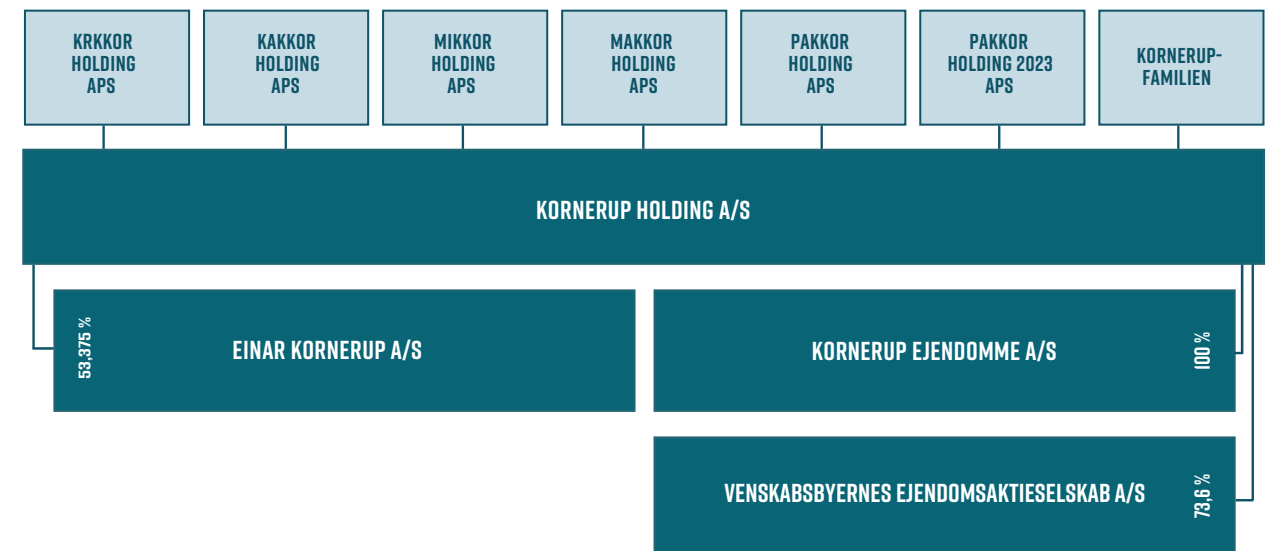 KRKKOR
HOLDING
APS
KAKKOR
HOLDING
APS
MIKKOR
HOLDING
APS
MAKKOR
HOLDING
APS
PAKKOR
HOLDING
APS
PAKKOR
HOLDING 2023
APS
KORNERUP-
FAMILIEN
KORNERUP HOLDING A/S
53,375 %
EINAR KORNERUP A/S
KORNERUP EJENDOMME A/S
100 %
VENSKABSBYERNES EJENDOMSAKTIESELSKAB A/S
73,6 %